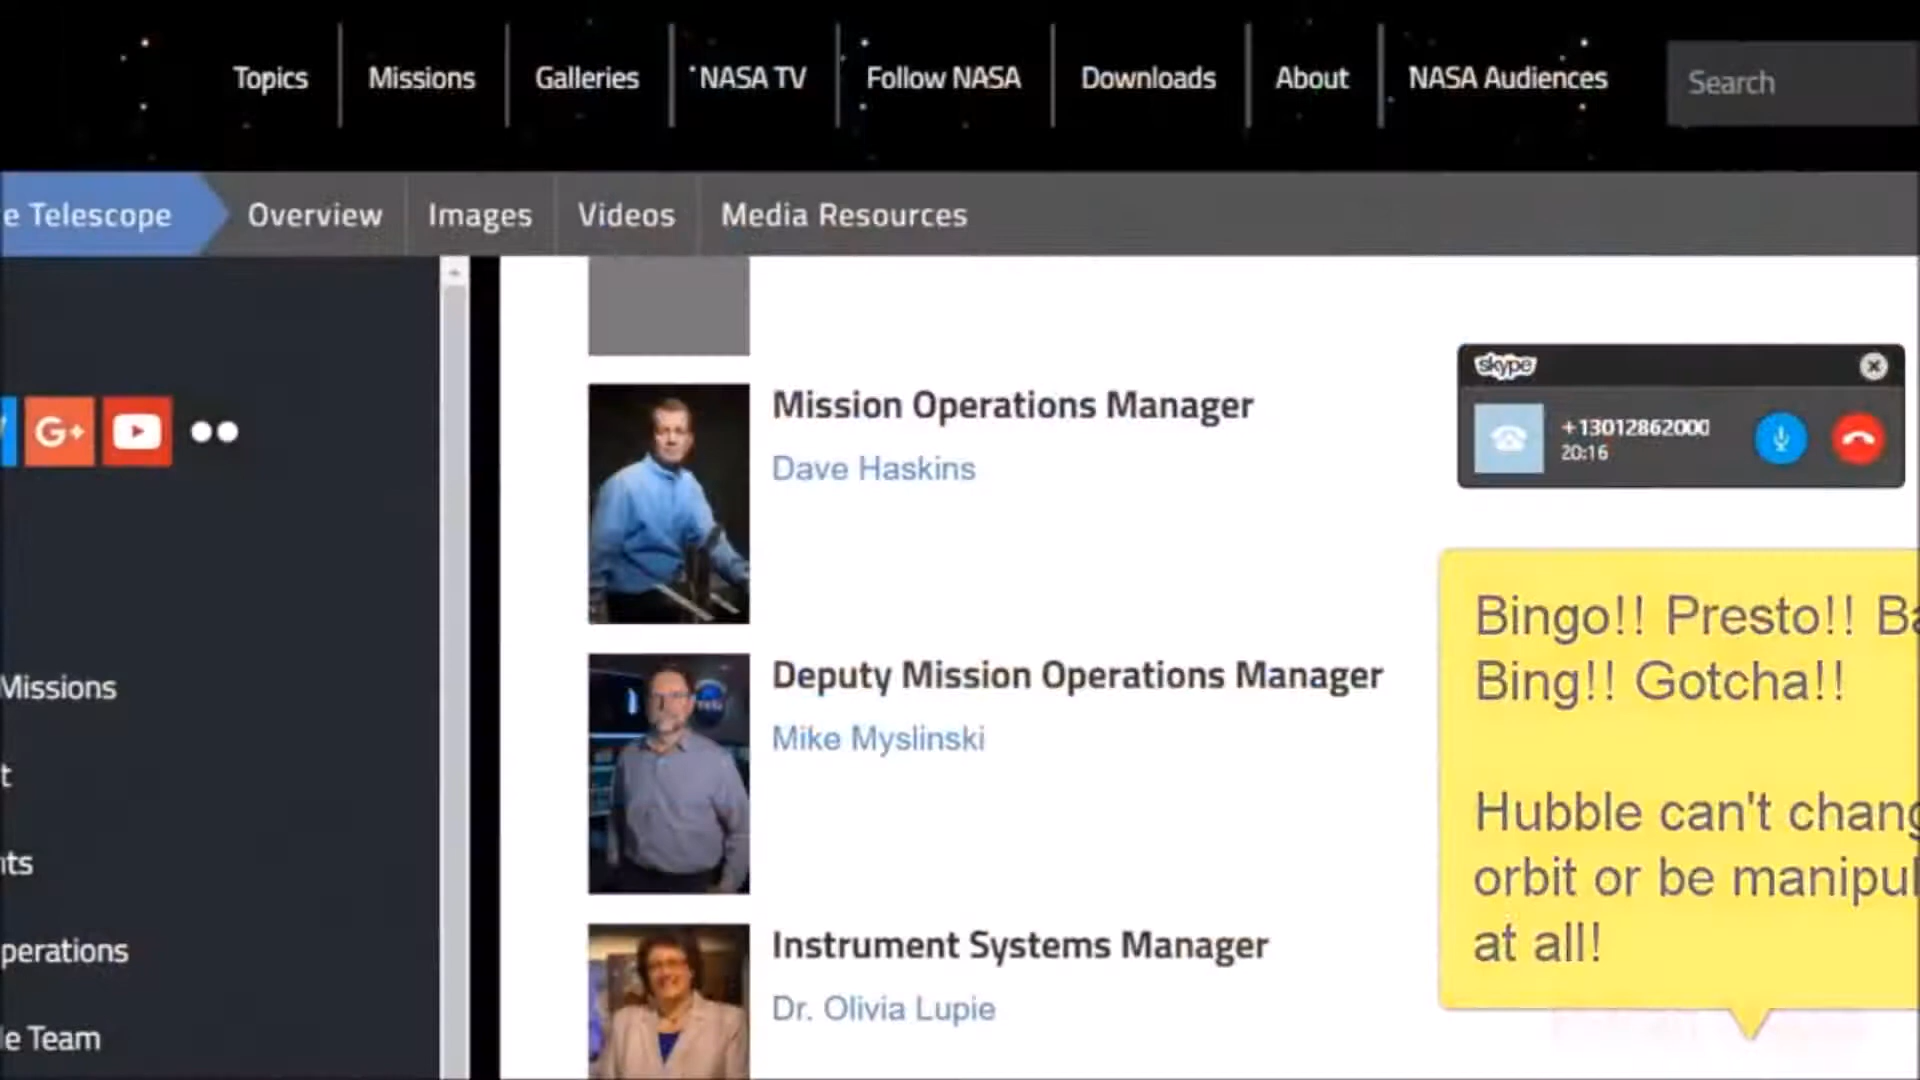 Topics Missions Galleries NASA TV Follow NASA Downloads About NASA Audiences Search
e Telescope Overview Images Videos Media Resources
G+
Missions
t
nts
perations
le Team
Mission Operations Manager
Dave Haskins
Deputy Mission Operations Manager
Mike Myslinski
Instrument Systems Manager
Dr. Olivia Lupie
skype
+13012862000
20:16
Bingo!! Presto!! Ba
Bing!! Gotcha!!
Hubble can't chang
orbit or be manipul
at all!